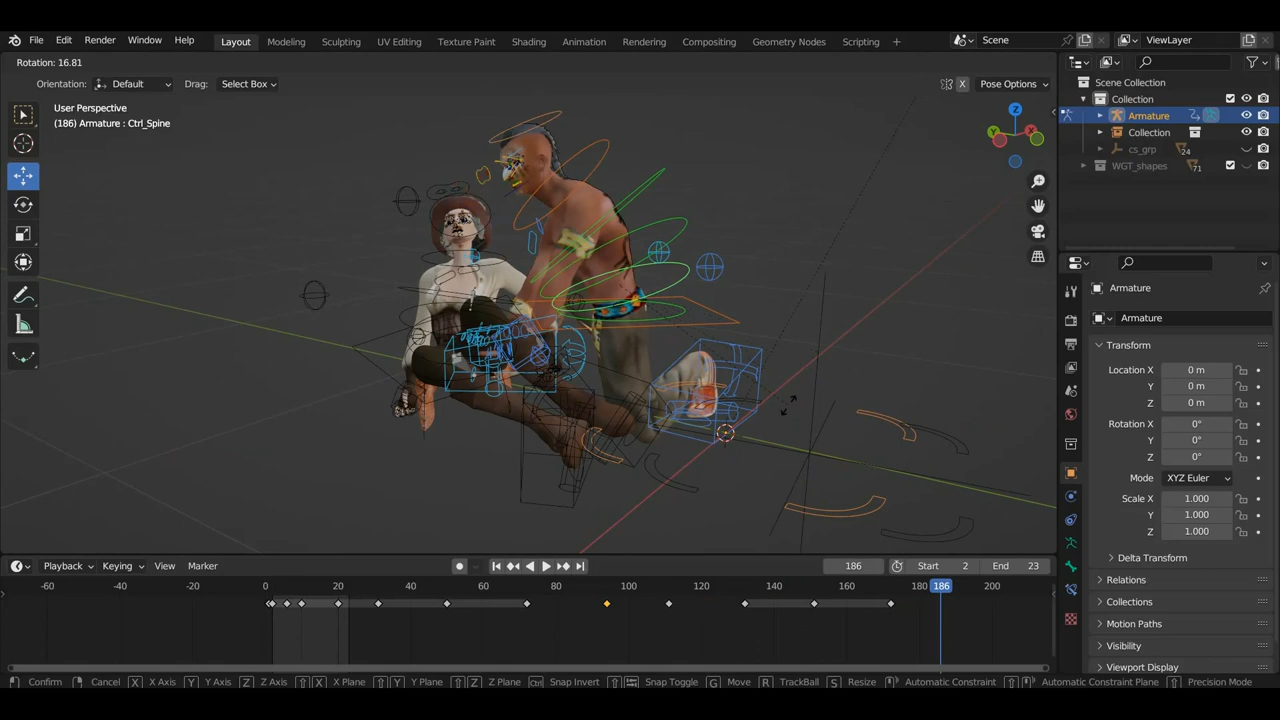 File Edit Render Window Help Layout Modeling Sculpting UV Editing Texture Paint Shading Animation Rendering Compositing Geometry Nodes Scripting + Scene ViewLayer
Rotation: 16.81
Orientation: Default Drag: Select Box X Pose Options
User Perspective
(186) Armature : Ctrl_Spine
Z
Y
X
Scene Collection
Collection
Armature
Collection
cs_grp 24
WGT_shapes 71
Armature
Armature
Transform
Location X 0 m
Y 0 m
Z 0 m
Rotation X 0°
Y 0°
Z 0°
Mode XYZ Euler
Scale X 1.000
Y 1.000
Z 1.000
Delta Transform
Relations
Collections
Motion Paths
Visibility
Viewport Display
Playback Keying View Marker 186 Start 2 End 23
-60 -40 -20 0 20 40 60 80 100 120 140 160 186 200
Confirm Cancel X X Axis Y Y Axis Z Z Axis X X Plane Y Y Plane Z Z Plane Ctrl Snap Invert Snap Toggle G Move R TrackBall S Resize Automatic Constraint Automatic Constraint Plane Precision Mode